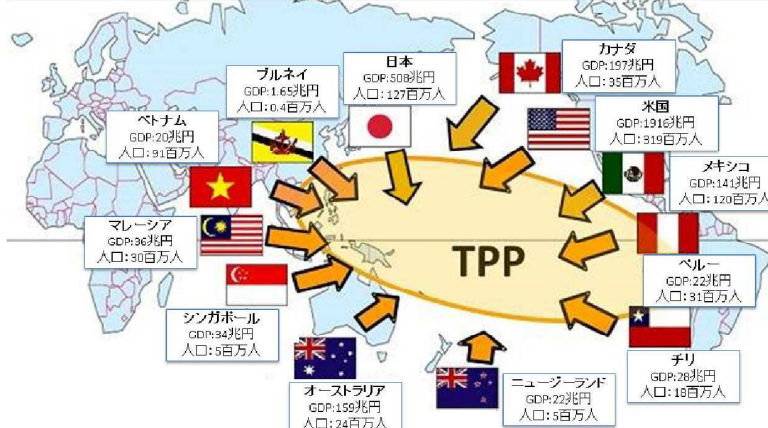 日本
GDP:508兆円
人口：127百万人
カナダ
GDP:197兆円
人口：35百万人
ブルネイ
GDP:1.65兆円
人口：0.4百万人
米国
GDP:1916兆円
人口：319百万人
ベトナム
GDP:20兆円
人口：91百万人
メキシコ
GDP:141兆円
人口：120百万人
マレーシア
GDP:36兆円
人口：30百万人
TPP
ペルー
GDP:22兆円
人口：31百万人
シンガポール
GDP:34兆円
人口：5百万人
チリ
GDP:28兆円
人口：18百万人
オーストラリア
GDP:159兆円
人口：24百万人
ニュージーランド
GDP:22兆円
人口：5百万人